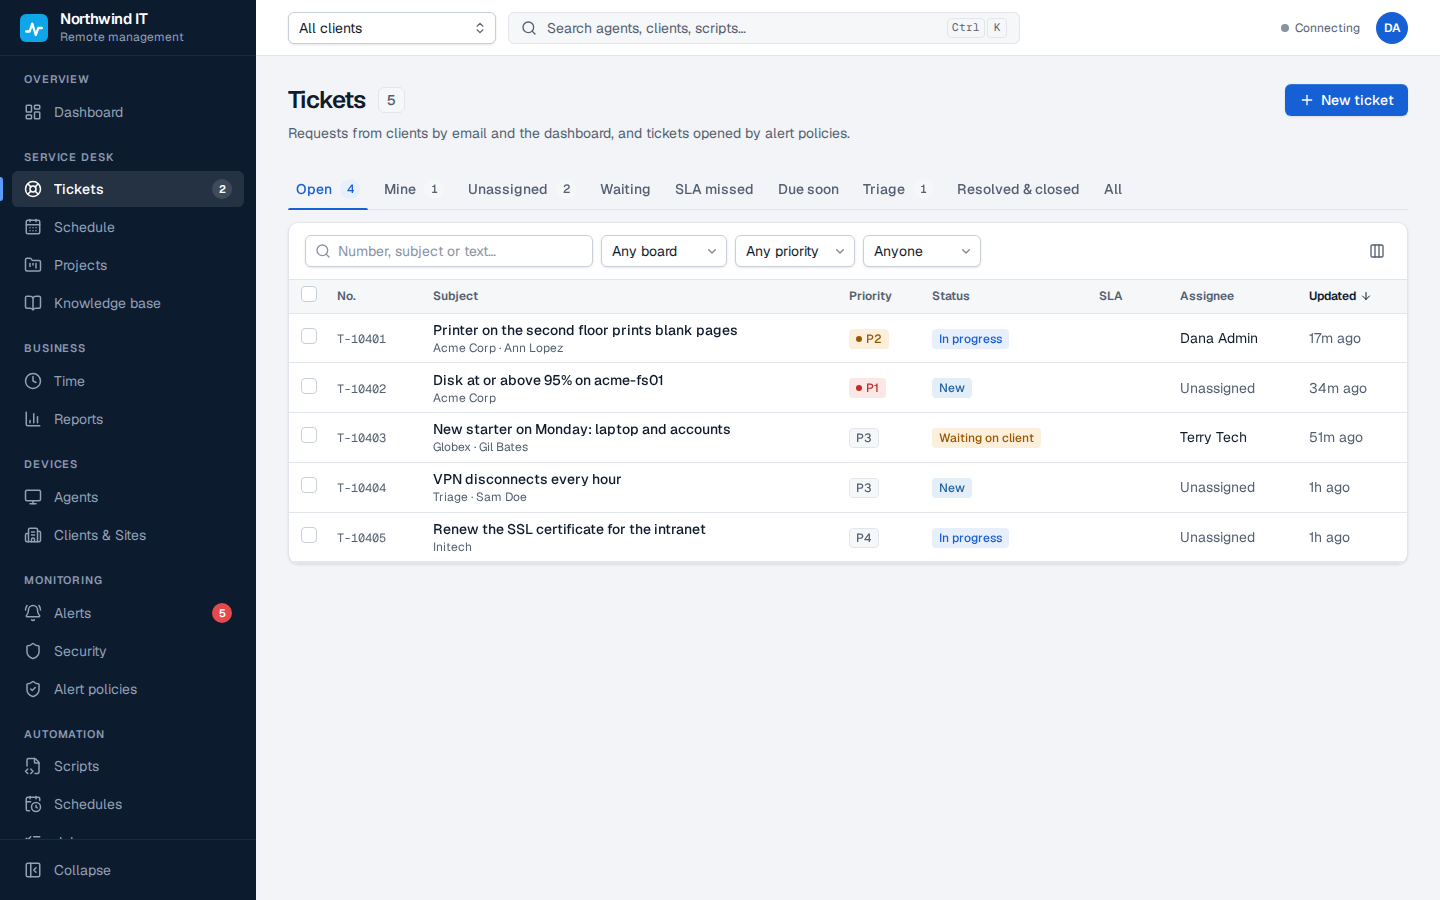 Northwind IT
Remote management
All clients
Search agents, clients, scripts...
Ctrl K
Connecting
DA
OVERVIEW
Dashboard
SERVICE DESK
Tickets 2
Schedule
Projects
Knowledge base
BUSINESS
Time
Reports
DEVICES
Agents
Clients & Sites
MONITORING
Alerts 5
Security
Alert policies
AUTOMATION
Scripts
Schedules
Collapse
Tickets 5
New ticket
Requests from clients by email and the dashboard, and tickets opened by alert policies.
Open 4 Mine 1 Unassigned 2 Waiting SLA missed Due soon Triage 1 Resolved & closed All
Number, subject or text... Any board Any priority Anyone
No. Subject Priority Status SLA Assignee Updated ↓
T-10401 Printer on the second floor prints blank pages P2 In progress Dana Admin 17m ago
Acme Corp · Ann Lopez
T-10402 Disk at or above 95% on acme-fs01 P1 New Unassigned 34m ago
Acme Corp
T-10403 New starter on Monday: laptop and accounts P3 Waiting on client Terry Tech 51m ago
Globex · Gil Bates
T-10404 VPN disconnects every hour P3 New Unassigned 1h ago
Triage · Sam Doe
T-10405 Renew the SSL certificate for the intranet P4 In progress Unassigned 1h ago
Initech